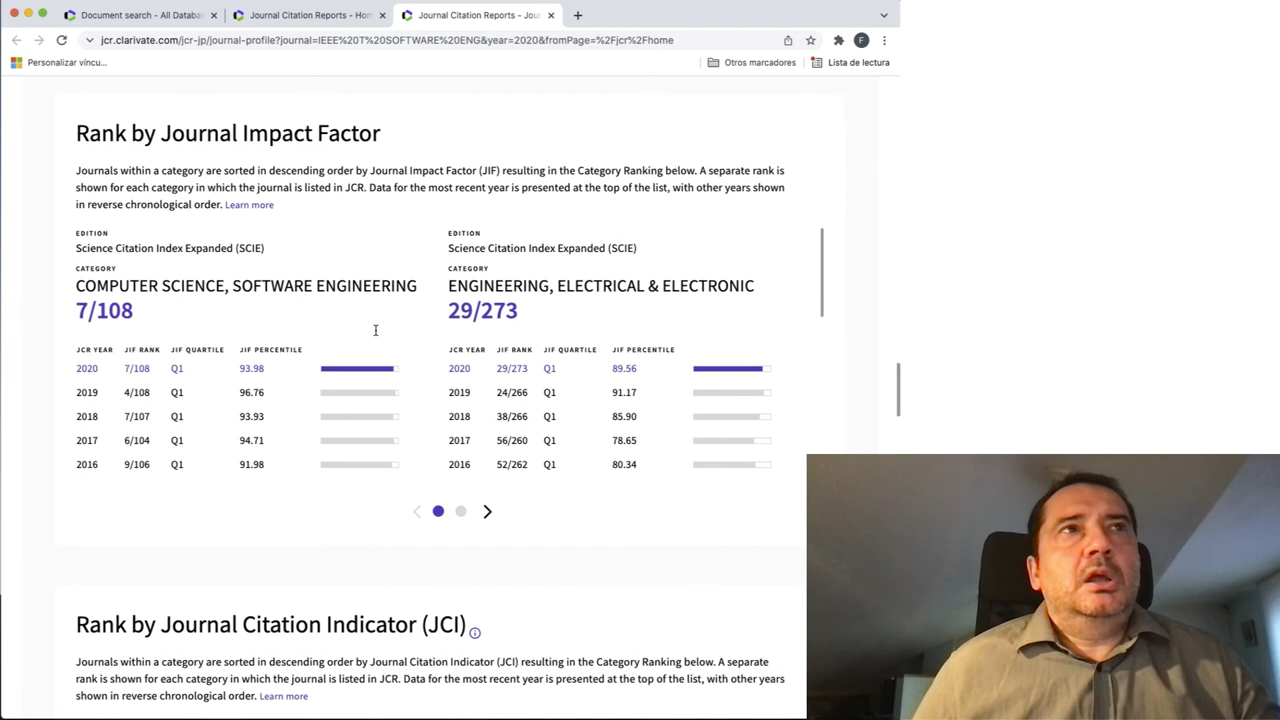 Document search - All Databas
Journal Citation Reports - Hom
Journal Citation Reports - Jou
jcr.clarivate.com/jcr-jp/journal-profile?journal=IEEE%20T%20SOFTWARE%20ENG&year=2020&fromPage=%2Fjcr%2Fhome
F
Personalizar víncu...
Otros marcadores
Lista de lectura
Rank by Journal Impact Factor
Journals within a category are sorted in descending order by Journal Impact Factor (JIF) resulting in the Category Ranking below. A separate rank is
shown for each category in which the journal is listed in JCR. Data for the most recent year is presented at the top of the list, with other years shown
in reverse chronological order. Learn more
EDITION
Science Citation Index Expanded (SCIE)
CATEGORY
COMPUTER SCIENCE, SOFTWARE ENGINEERING
7/108
JCR YEAR JIF RANK JIF QUARTILE JIF PERCENTILE
2020 7/108 Q1 93.98
2019 4/108 Q1 96.76
2018 7/107 Q1 93.93
2017 6/104 Q1 94.71
2016 9/106 Q1 91.98
EDITION
Science Citation Index Expanded (SCIE)
CATEGORY
ENGINEERING, ELECTRICAL & ELECTRONIC
29/273
JCR YEAR JIF RANK JIF QUARTILE JIF PERCENTILE
2020 29/273 Q1 89.56
2019 24/266 Q1 91.17
2018 38/266 Q1 85.90
2017 56/260 Q1 78.65
2016 52/262 Q1 80.34
Rank by Journal Citation Indicator (JCI)
Journals within a category are sorted in descending order by Journal Citation Indicator (JCI) resulting in the Category Ranking below. A separate
rank is shown for each category in which the journal is listed in JCR. Data for the most recent year is presented at the top of the list, with other years
shown in reverse chronological order. Learn more